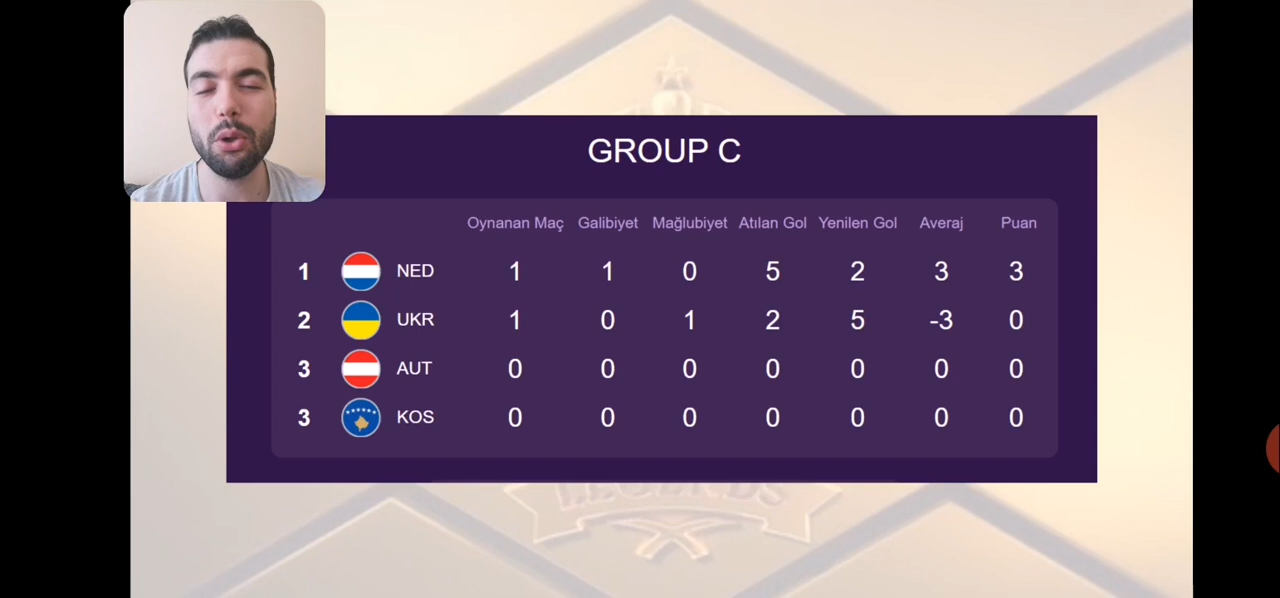 GROUP C
Oynanan Maç Galibiyet Mağlubiyet Atılan Gol Yenilen Gol Averaj Puan
1 NED 1 1 0 5 2 3 3
2 UKR 1 0 1 2 5 -3 0
3 AUT 0 0 0 0 0 0 0
3 KOS 0 0 0 0 0 0 0
LEGENDS